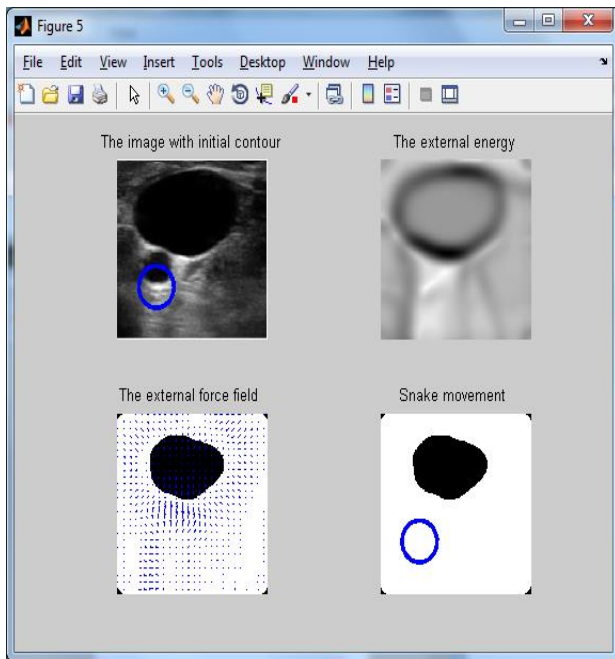 Figure 5
File Edit View Insert Tools Desktop Window Help
The image with initial contour
The external energy
The external force field
Snake movement